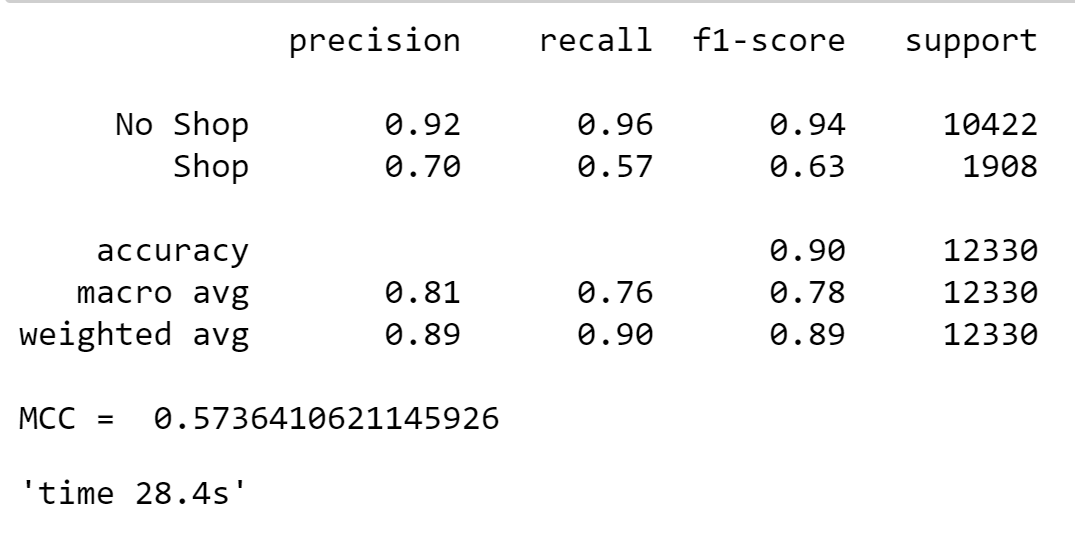 precision recall f1-score support
No Shop 0.92 0.96 0.94 10422
Shop 0.70 0.57 0.63 1908
accuracy 0.90 12330
macro avg 0.81 0.76 0.78 12330
weighted avg 0.89 0.90 0.89 12330
MCC = 0.5736410621145926
'time 28.4s'